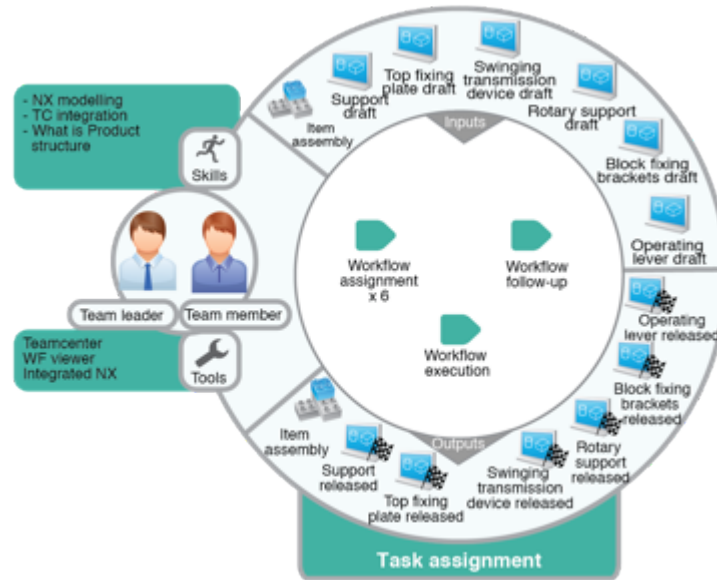 - NX modelling
- TC integration
- What is Product
structure
Skills
Team leader
Team member
Teamcenter
WF viewer
Integrated NX
Tools
Item
assembly
Support
draft
Top fixing
plate draft
Swinging
transmission
device draft
Rotary support
draft
Block fixing
brackets draft
Operating
lever draft
Inputs
Workflow
assignment
x 6
Workflow
follow-up
Workflow
execution
Outputs
Operating
lever released
Block fixing
brackets
released
Rotary
support
released
Swinging
transmission
device released
Top fixing
plate released
Support
released
Item
assembly
Task assignment